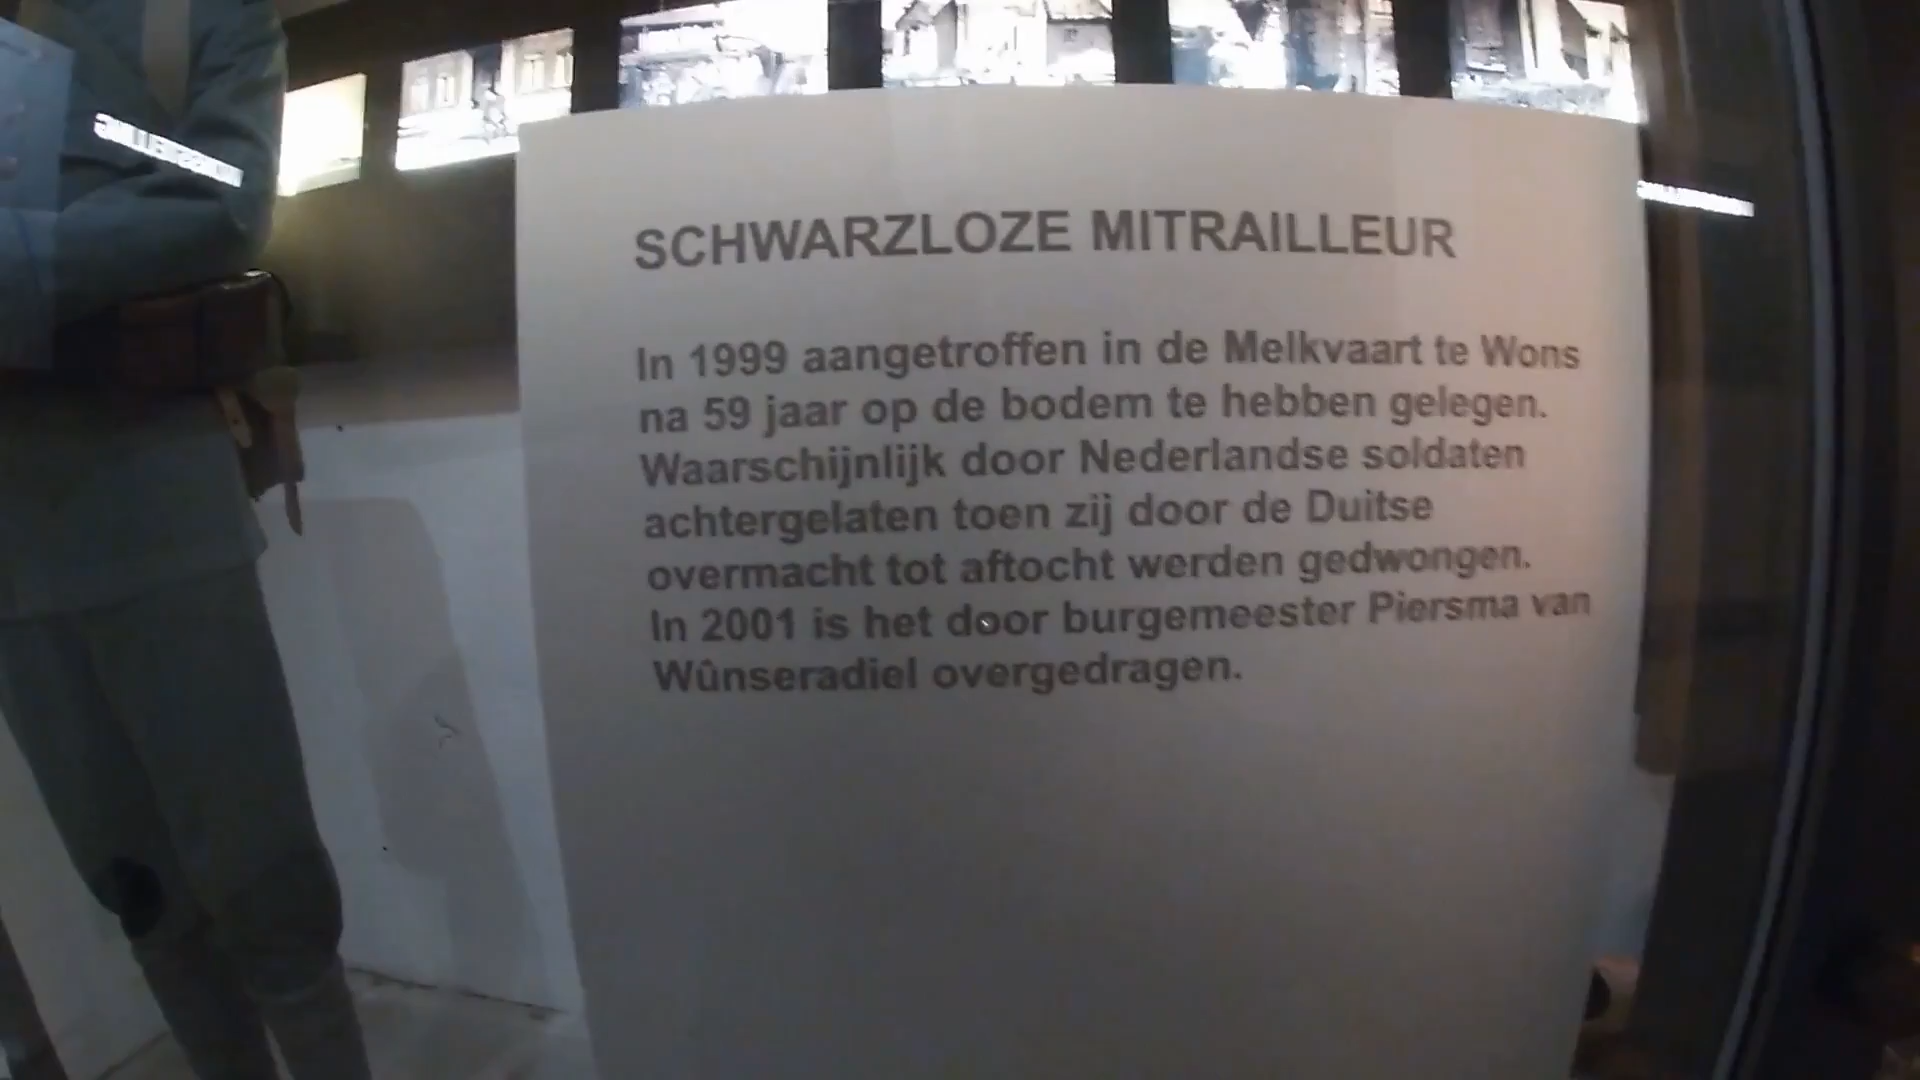 SCHWARZLOZE MITRAILLEUR
In 1999 aangetroffen in de Melkvaart te Wons
na 59 jaar op de bodem te hebben gelegen.
Waarschijnlijk door Nederlandse soldaten
achtergelaten toen zij door de Duitse
overmacht tot aftocht werden gedwongen.
In 2001 is het door burgemeester Piersma van
Wûnseradiel overgedragen.